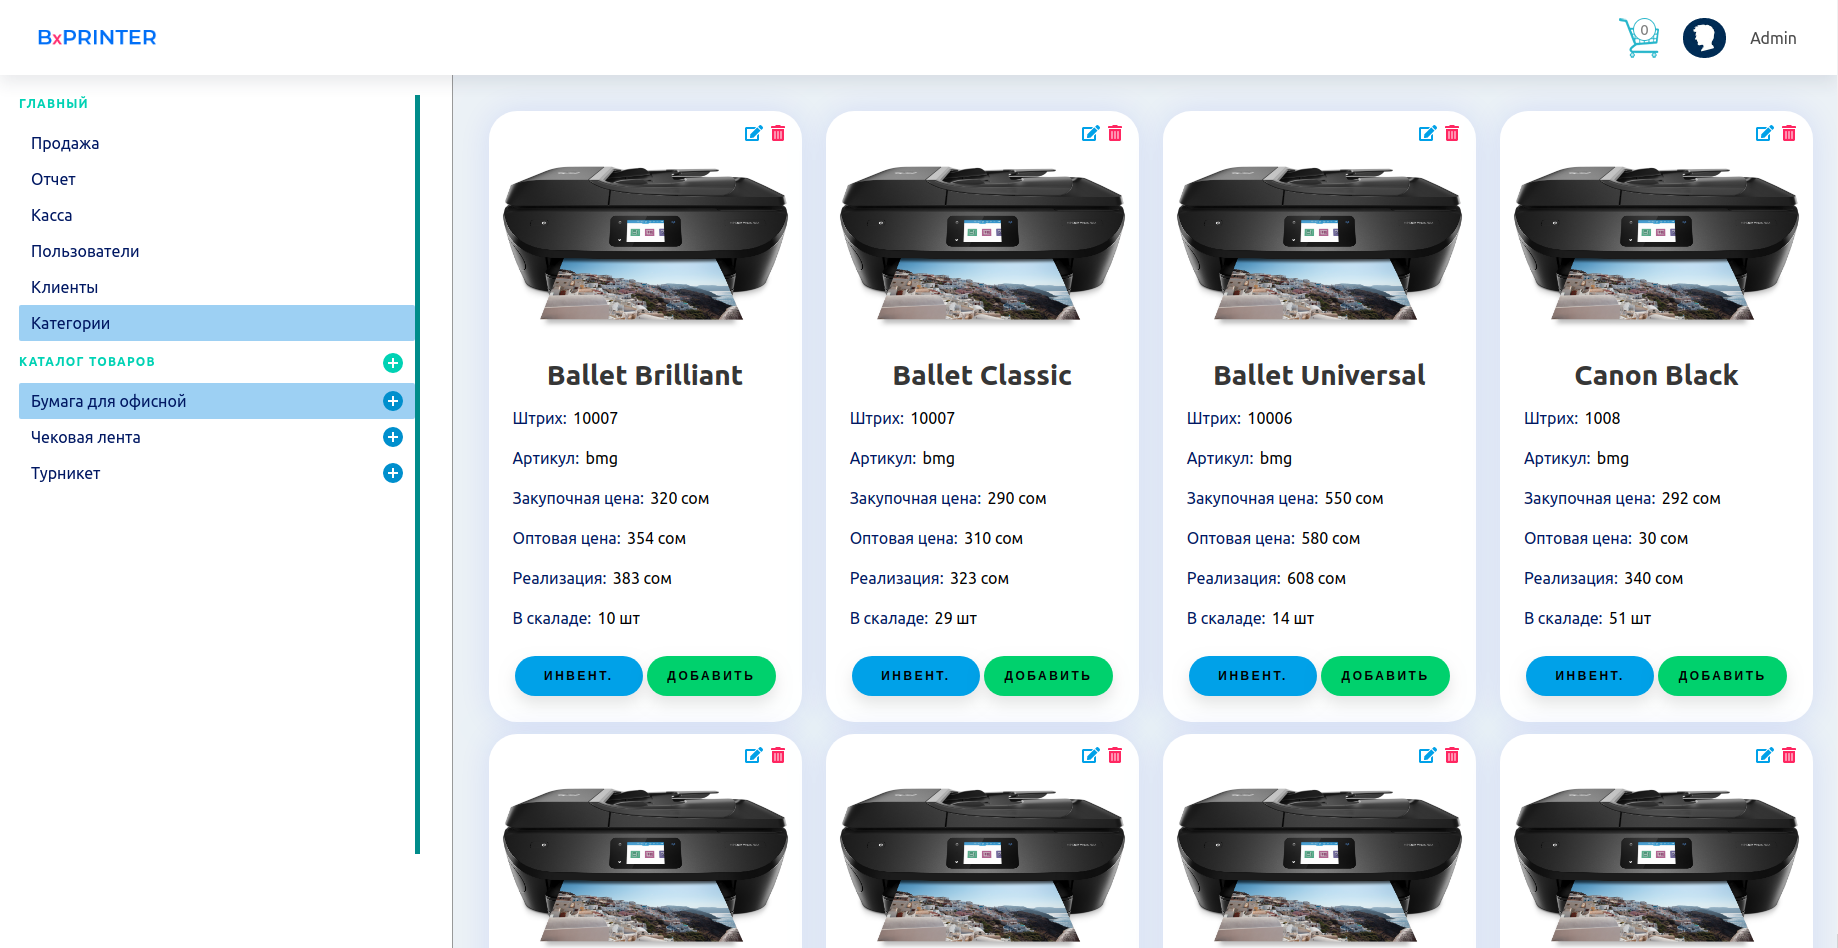 BxPRINTER
0
Admin
ГЛАВНЫЙ
Продажа
Отчет
Касса
Пользователи
Клиенты
Категории
КАТАЛОГ ТОВАРОВ
Бумага для офисной
Чековая лента
Турникет
Ballet Brilliant
Штрих: 10007
Артикул: bmg
Закупочная цена: 320 сом
Оптовая цена: 354 сом
Реализация: 383 сом
В скаладе: 10 шт
ИНВЕНТ. ДОБАВИТЬ
Ballet Classic
Штрих: 10007
Артикул: bmg
Закупочная цена: 290 сом
Оптовая цена: 310 сом
Реализация: 323 сом
В скаладе: 29 шт
ИНВЕНТ. ДОБАВИТЬ
Ballet Universal
Штрих: 10006
Артикул: bmg
Закупочная цена: 550 сом
Оптовая цена: 580 сом
Реализация: 608 сом
В скаладе: 14 шт
ИНВЕНТ. ДОБАВИТЬ
Canon Black
Штрих: 1008
Артикул: bmg
Закупочная цена: 292 сом
Оптовая цена: 30 сом
Реализация: 340 сом
В скаладе: 51 шт
ИНВЕНТ. ДОБАВИТЬ